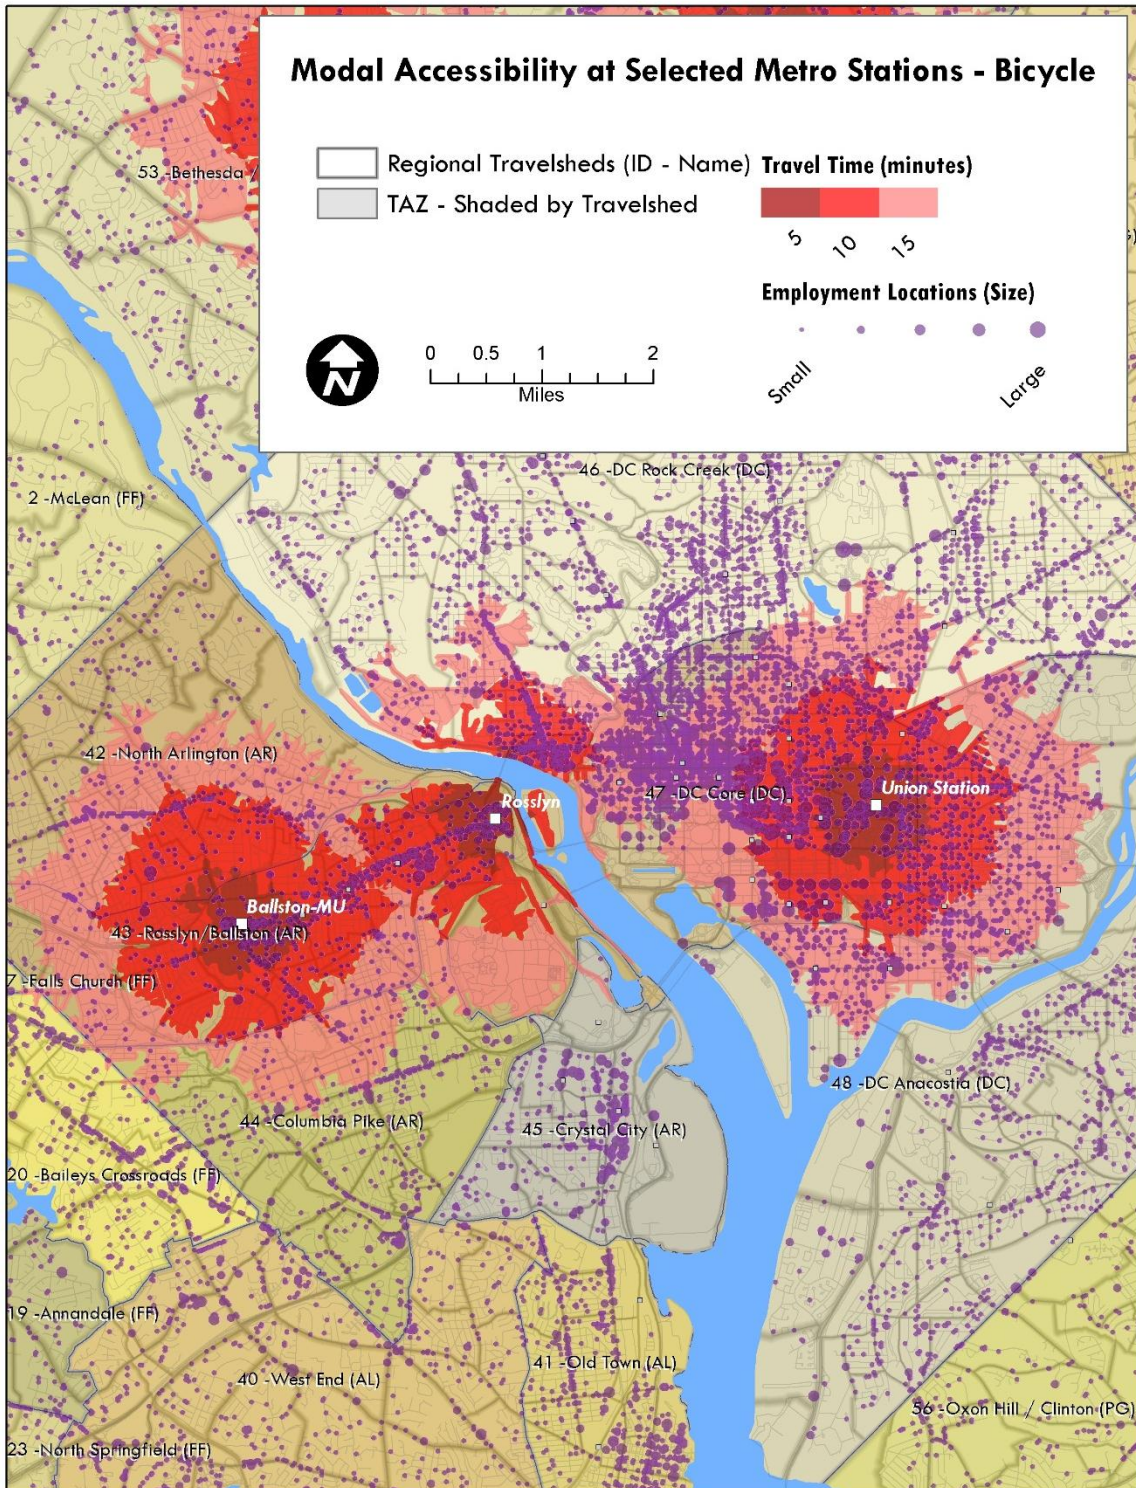 Modal Accessibility at Selected Metro Stations - Bicycle
Regional Travelsheds (ID - Name)
TAZ - Shaded by Travelshed
Travel Time (minutes)
5 10 15
Employment Locations (Size)
Small Large
N
0 0.5 1 2
Miles
53 -Bethesda /
46 -DC Rock Creek (DC)
2 -McLean (FF)
42 -North Arlington (AR)
Union Station
47 -DC Core (DC)
Rosslyn
Ballston-MU
43 -Rosslyn/Ballston (AR)
7 -Falls Church (FF)
48 -DC Anacostia (DC)
44 -Columbia Pike (AR)
45 -Crystal City (AR)
20 -Baileys Crossroads (FF)
19 -Annandale (FF)
41 -Old Town (AL)
40 -West End (AL)
56 -Oxon Hill / Clinton (PG)
23 -North Springfield (FF)